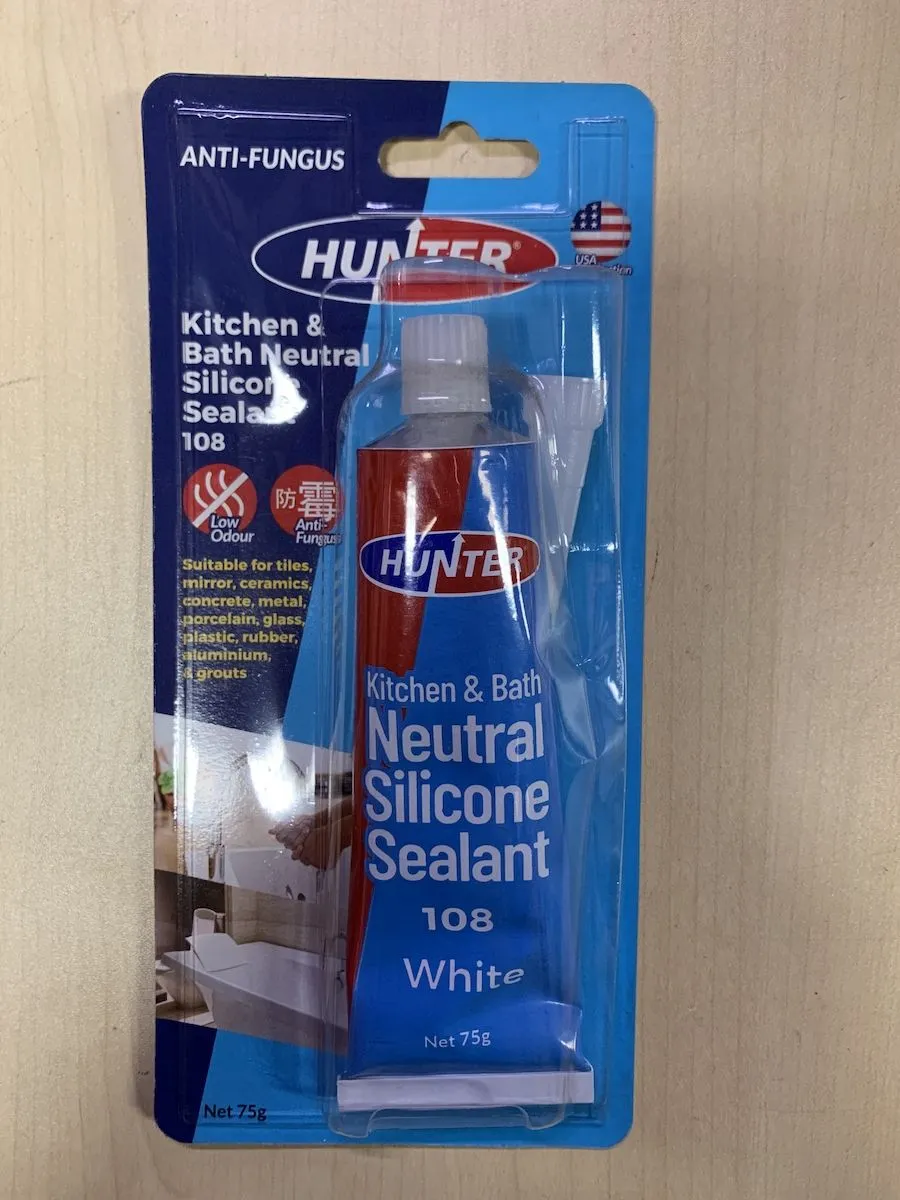 ANTI-FUNGUS
HUNTER®
USA
Kitchen &
Bath Neutral
Silicone
Sealant
108
Low
Odour
防霉
Anti-
Fungus
Suitable for tiles,
mirror, ceramics,
concrete, metal,
porcelain, glass,
plastic, rubber,
aluminium,
& grouts
Net 75g
HUNTER
Kitchen & Bath
Neutral
Silicone
Sealant
108
White
Net 75g